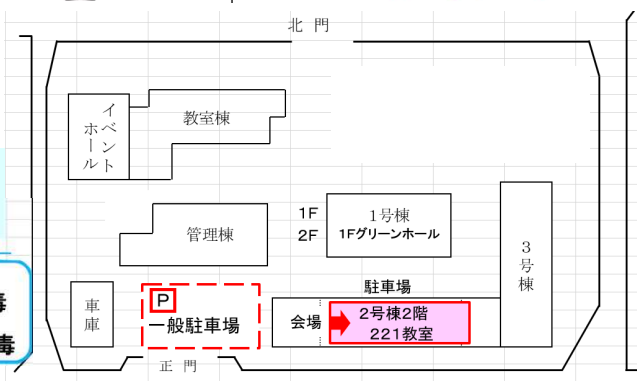 北 門
イベント
ホール
教室棟
管理棟
1F
2F
1号棟
1Fグリーンホール
3号棟
駐車場
車庫
P
一般駐車場
会場
2号棟2階
221教室
正 門
毒
毒